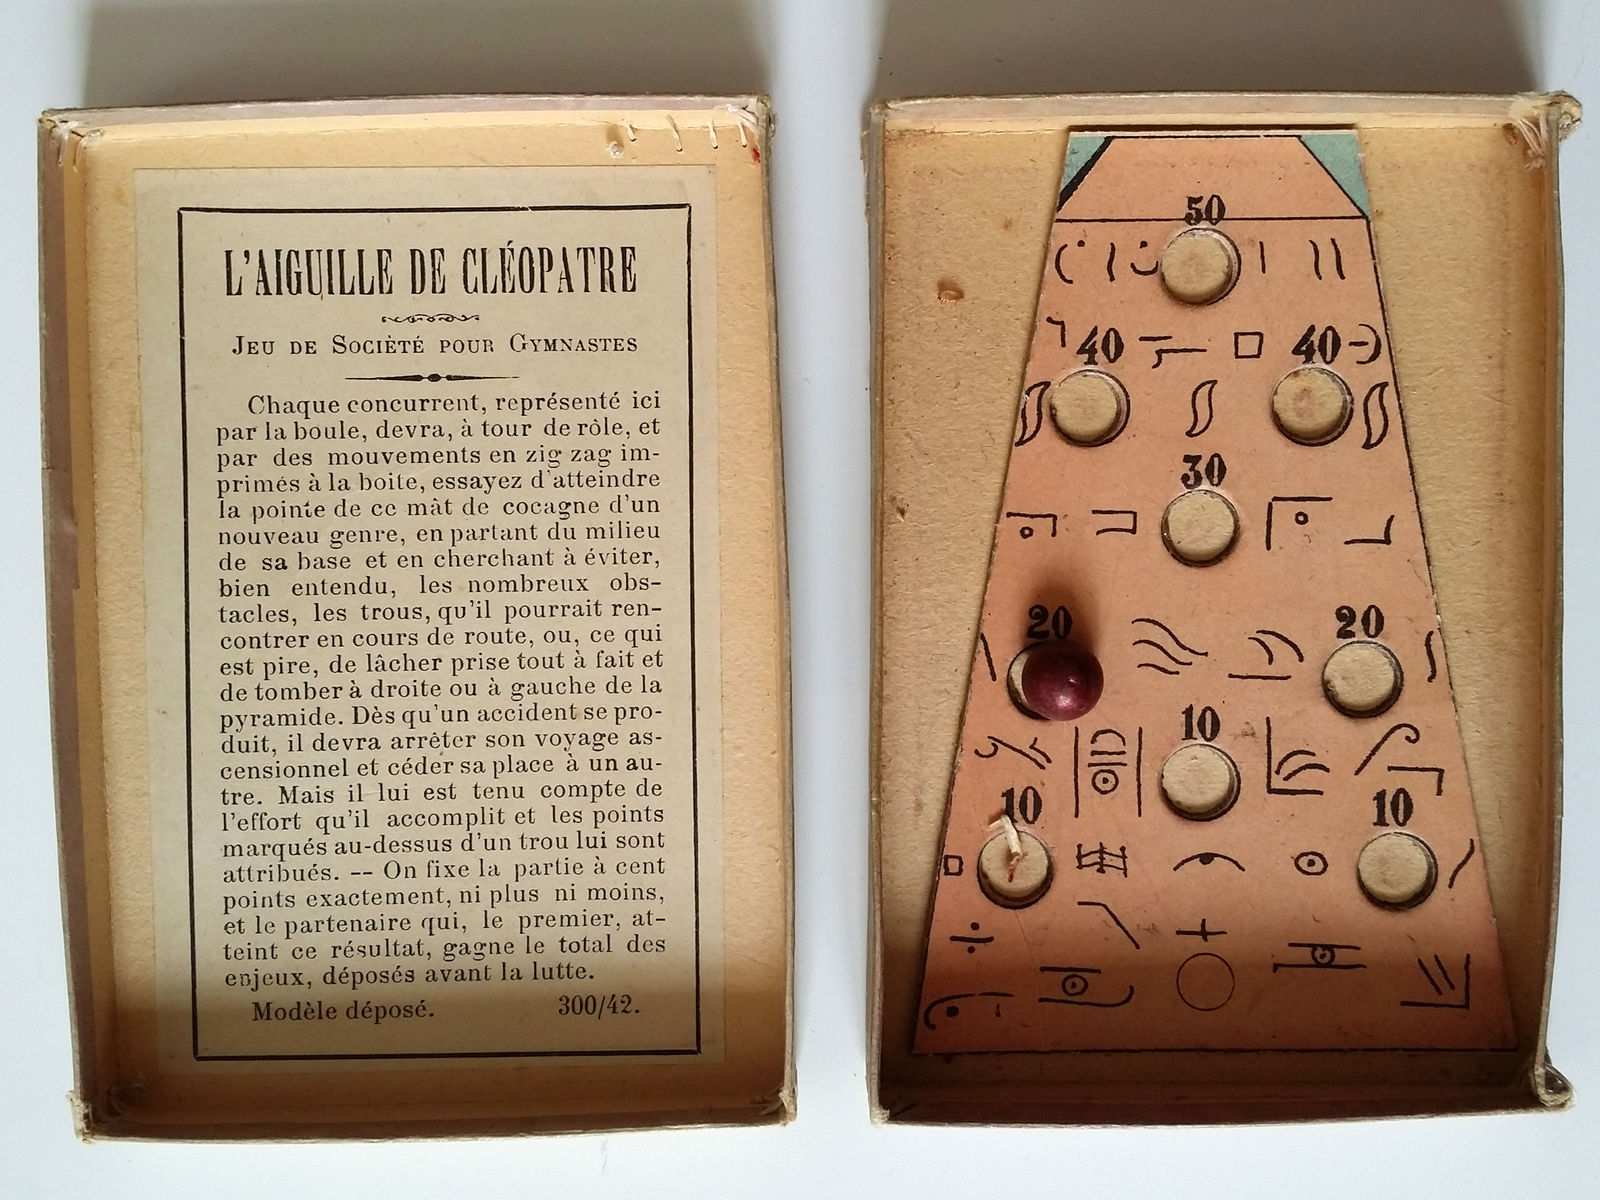 L'AIGUILLE DE CLÉOPATRE
JEU DE SOCIÈTÉ POUR GYMNASTES
Chaque concurrent, représenté ici
par la boule, devra, à tour de rôle, et
par des mouvements en zig zag im-
primés à la boite, essayez d'atteindre
la pointe de ce mât de cocagne d'un
nouveau genre, en partant du milieu
de sa base et en cherchant à éviter,
bien entendu, les nombreux obs-
tacles, les trous, qu'il pourrait ren-
contrer en cours de route, ou, ce qui
est pire, de lâcher prise tout à fait et
de tomber à droite ou à gauche de la
pyramide. Dès qu'un accident se pro-
duit, il devra arrêter son voyage as-
censionnel et céder sa place à un au-
tre. Mais il lui est tenu compte de
l'effort qu'il accomplit et les points
marqués au-dessus d'un trou lui sont
attribués. -- On fixe la partie à cent
points exactement, ni plus ni moins,
et le partenaire qui, le premier, at-
teint ce résultat, gagne le total des
enjeux, déposés avant la lutte.
Modèle déposé. 300/42.
50
40 40
30
20 20
10
10 10